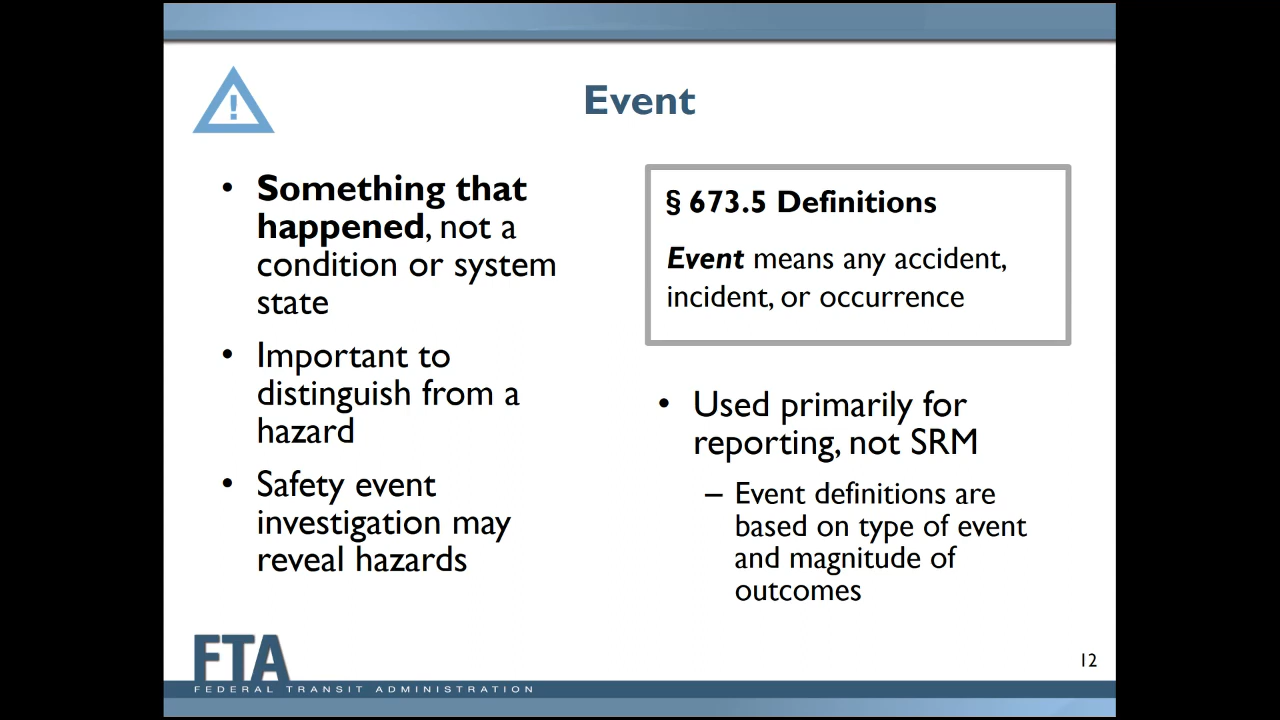 Event
• Something that
happened, not a
condition or system
state
• Important to
distinguish from a
hazard
• Safety event
investigation may
reveal hazards
§ 673.5 Definitions
Event means any accident,
incident, or occurrence
• Used primarily for
reporting, not SRM
– Event definitions are
based on type of event
and magnitude of
outcomes
FTA
FEDERAL TRANSIT ADMINISTRATION
12